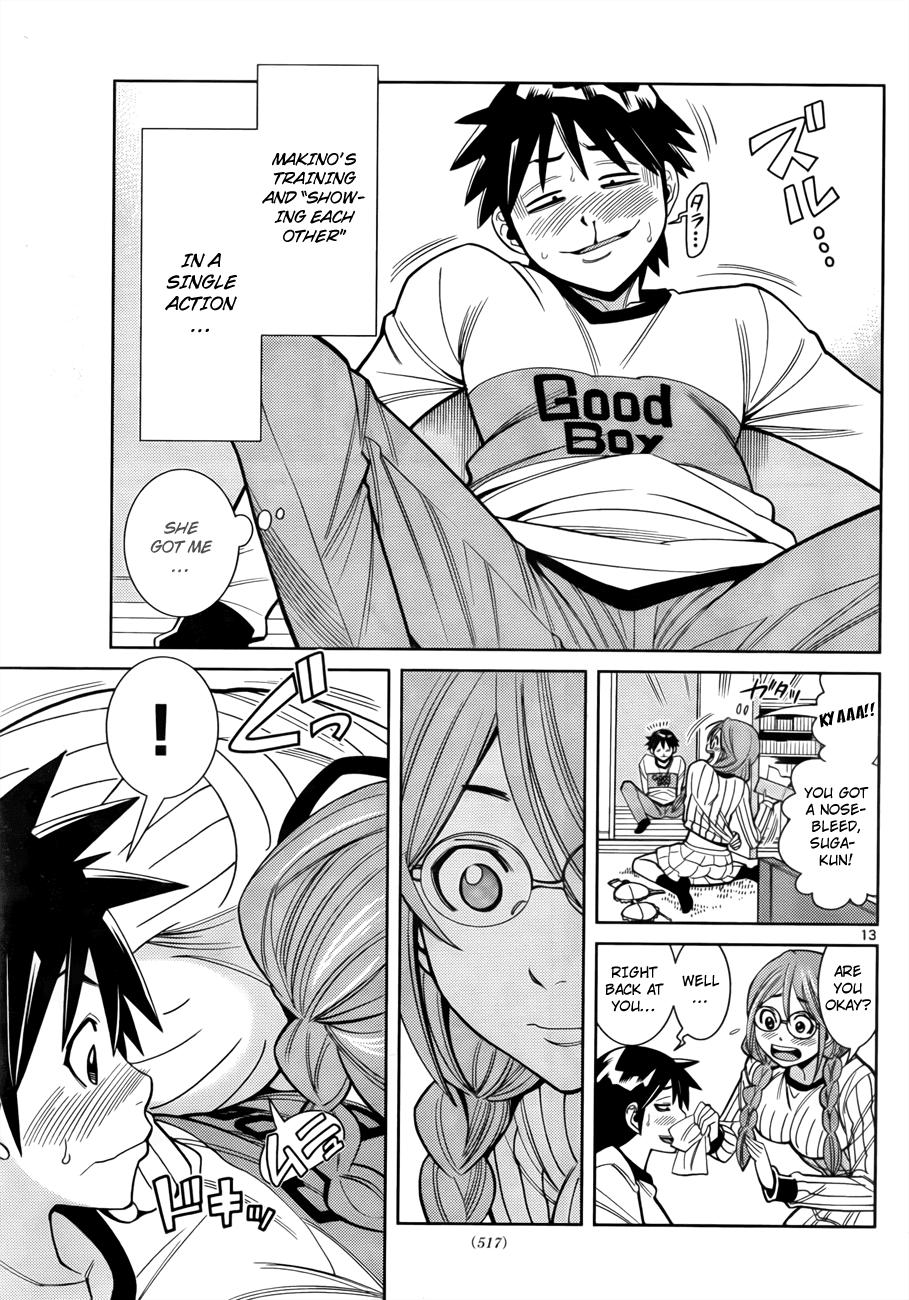 MAKINO'S
TRAINING
AND "SHOW-
ING EACH
OTHER"
IN A
SINGLE
ACTION
...
ズル...
タラ...
Good
Boy
SHE
GOT ME
...
ガタッ
KYAAA!!
YOU GOT
A NOSE-
BLEED,
SUGA-
KUN!
13
ARE
YOU
OKAY?
WELL
...
RIGHT
BACK AT
YOU...
!
ぐっ
ムニュ
ドキッ
(517)